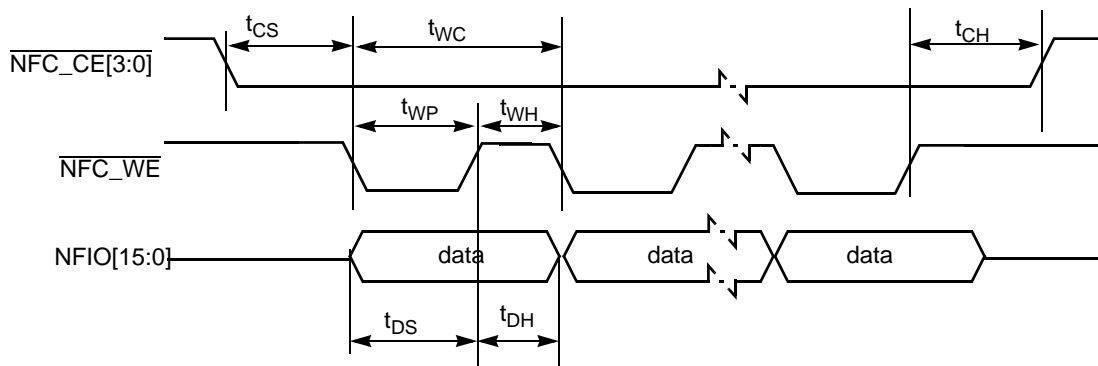 tCS
tWC
tCH
NFC_CE[3:0]
tWP
tWH
NFC_WE
NFIO[15:0]
data
data
data
tDS
tDH